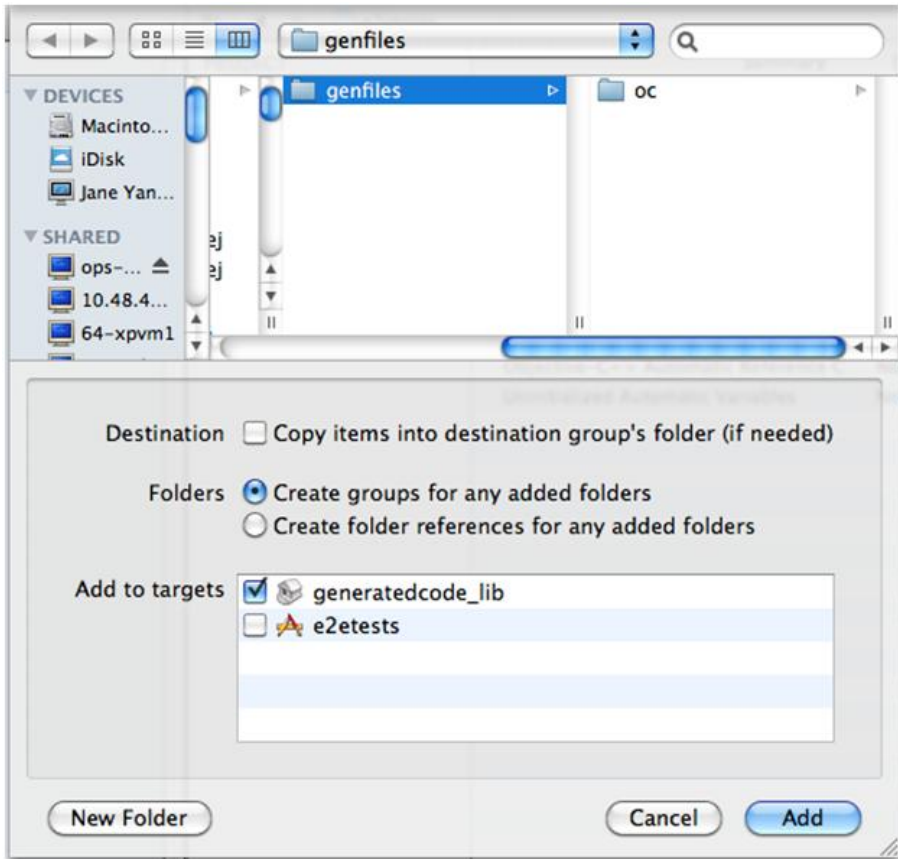 genfiles
DEVICES
Macinto...
iDisk
Jane Yan...
SHARED
ops-...
10.48.4...
64-xpvm1
ej
ej
genfiles
oc
Destination Copy items into destination group's folder (if needed)
Folders Create groups for any added folders
Create folder references for any added folders
Add to targets generatedcode_lib
e2etests
New Folder Cancel Add